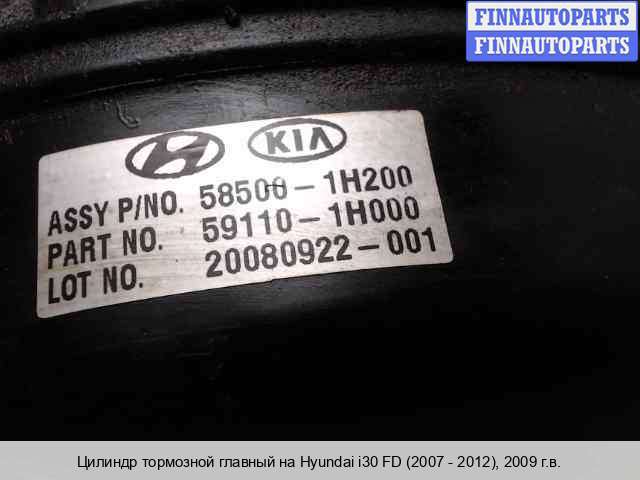 FINNAUTOPARTS
FINNAUTOPARTS
KIA
ASSY P/NO. 58500-1H200
PART NO. 59110-1H000
LOT NO. 20080922-001
Цилиндр тормозной главный на Hyundai i30 FD (2007 - 2012), 2009 г.в.